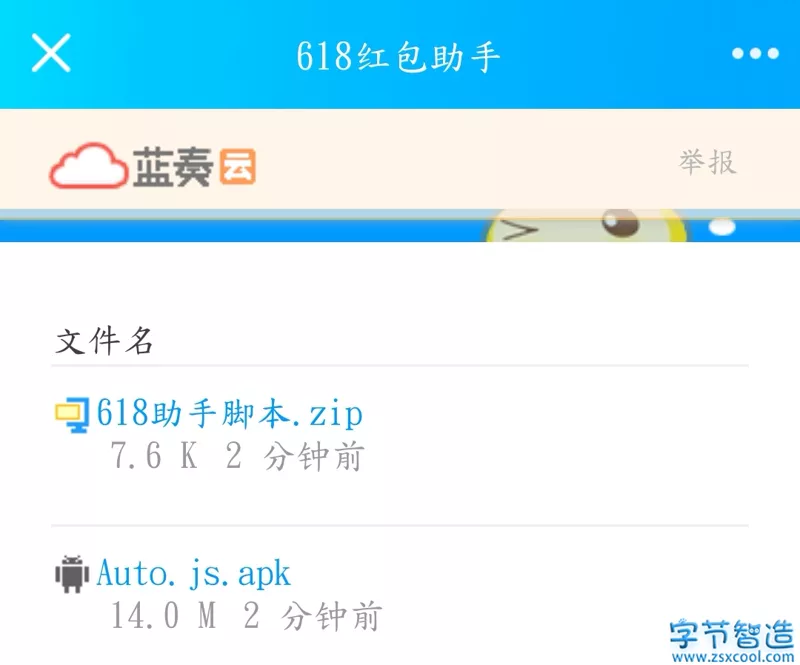 618红包助手
蓝奏云
举报
文件名
618助手脚本.zip
7.6 K 2 分钟前
Auto.js.apk
14.0 M 2 分钟前
字节智造
www.zsxcool.com